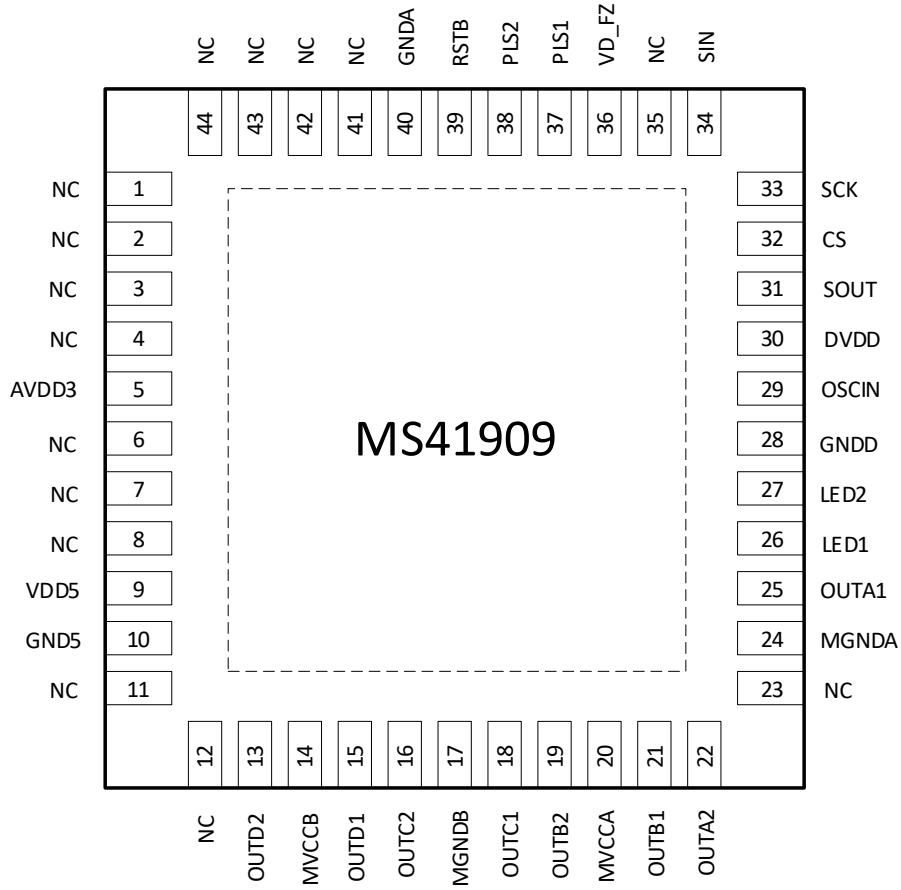 NC NC NC NC GNDA RSTB PLS2 PLS1 VD_FZ NC SIN
44 43 42 41 40 39 38 37 36 35 34
NC 1 33 SCK
NC 2 32 CS
NC 3 31 SOUT
NC 4 30 DVDD
AVDD3 5 29 OSCIN
NC 6 MS41909 28 GNDD
NC 7 27 LED2
NC 8 26 LED1
VDD5 9 25 OUTA1
GND5 10 24 MGNDA
NC 11 23 NC
12 13 14 15 16 17 18 19 20 21 22
NC OUTD2 MVCCB OUTD1 OUTC2 MGNDB OUTC1 OUTB2 MVCCA OUTB1 OUTA2